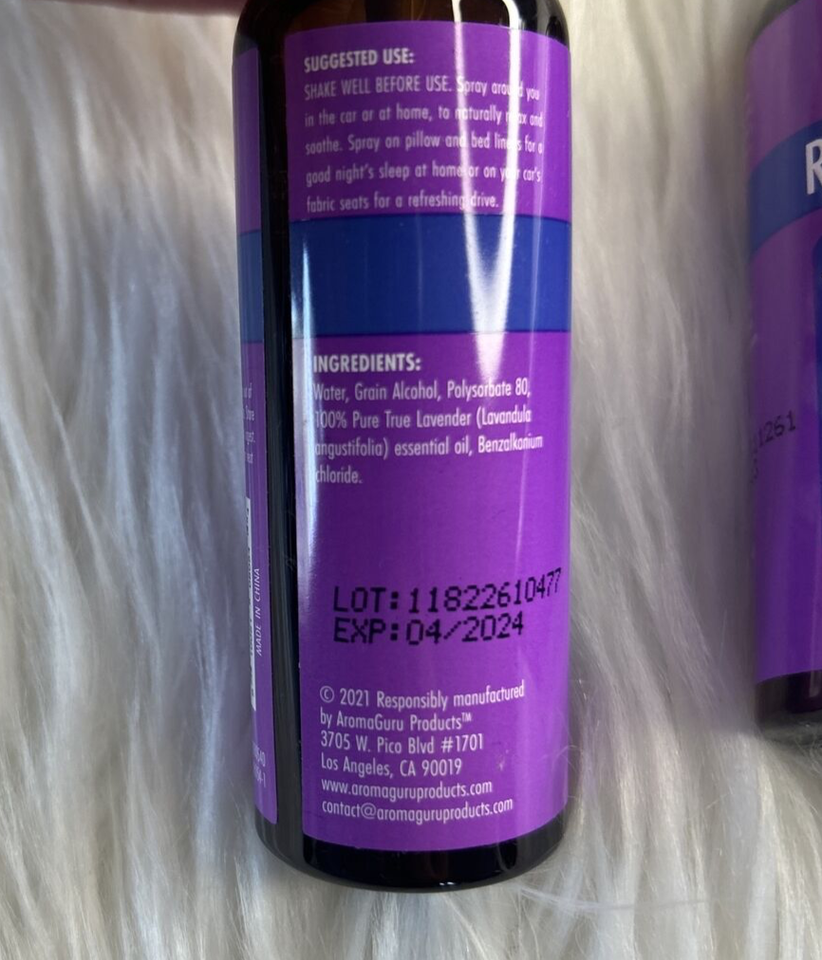 SUGGESTED USE:
SHAKE WELL BEFORE USE. Spray around you
in the car or at home, to naturally relax and
soothe. Spray on pillow and bed linens for a
good night's sleep at home or on your car's
fabric seats for a refreshing drive.
INGREDIENTS:
Water, Grain Alcohol, Polysorbate 80,
100% Pure True Lavender (Lavandula
angustifolia) essential oil, Benzalkonium
chloride.
LOT:11822610477
EXP:04/2024
© 2021 Responsibly manufactured
by AromaGuru Products™
3705 W. Pico Blvd #1701
Los Angeles, CA 90019
www.aromaguruproducts.com
contact@aromaguruproducts.com
MADE IN CHINA
R
1261